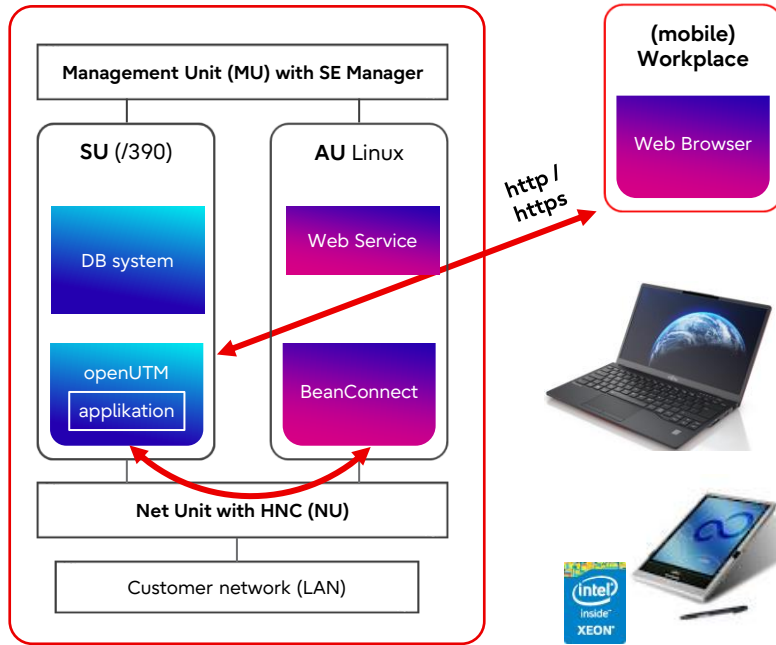 Management Unit (MU) with SE Manager
SU (/390)
DB system
openUTM
applikation
AU Linux
Web Service
BeanConnect
Net Unit with HNC (NU)
Customer network (LAN)
http /
https
(mobile)
Workplace
Web Browser
intel
inside™
XEON®